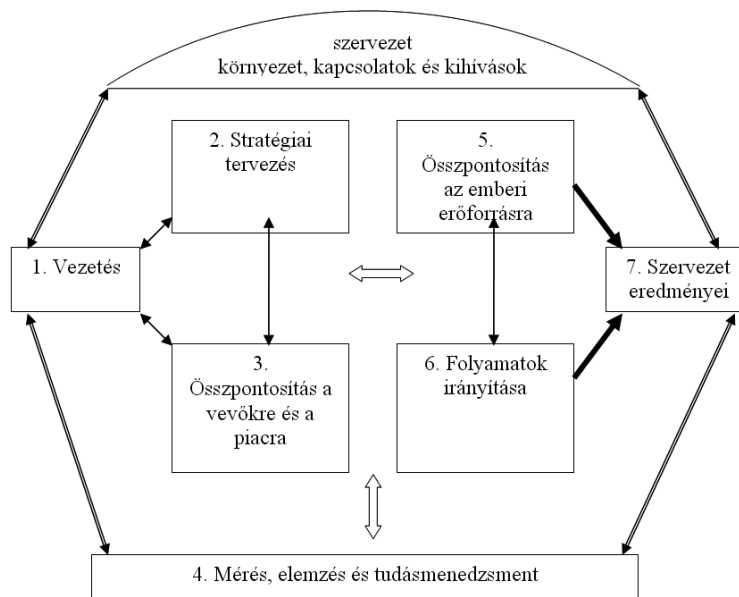 szervezet
környezet, kapcsolatok és kihívások
2. Stratégiai
tervezés
5.
Összpontosítás
az emberi
erőforrásra
1. Vezetés
7. Szervezet
eredményei
3.
Összpontosítás a
vevőkre és a
piacra
6. Folyamatok
irányítása
4. Mérés, elemzés és tudásmenedzsment